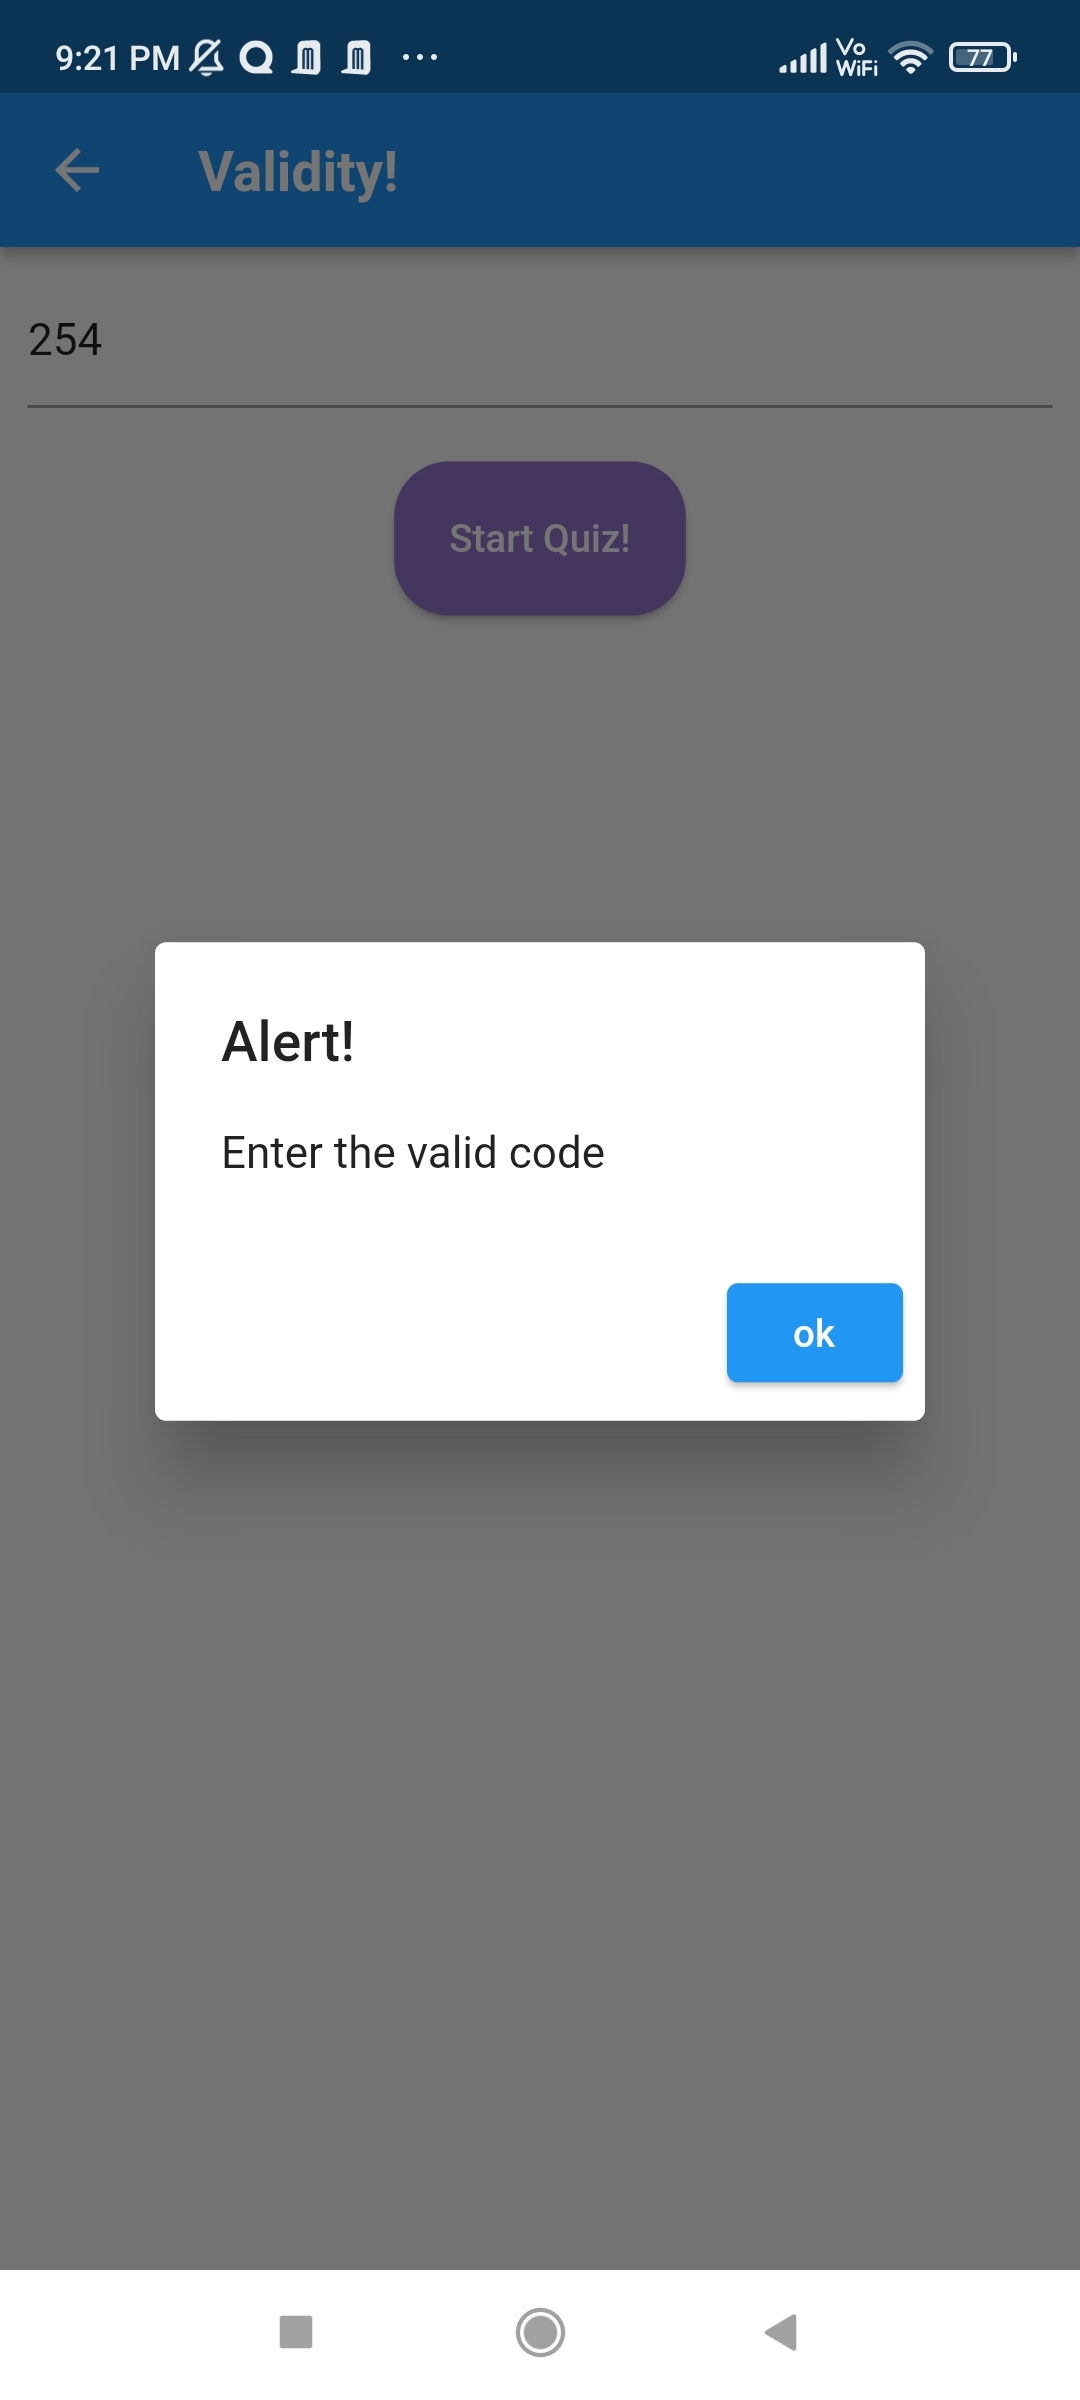 9:21 PM ... Vo WiFi 77
Validity!
254
Start Quiz!
Alert!
Enter the valid code
ok